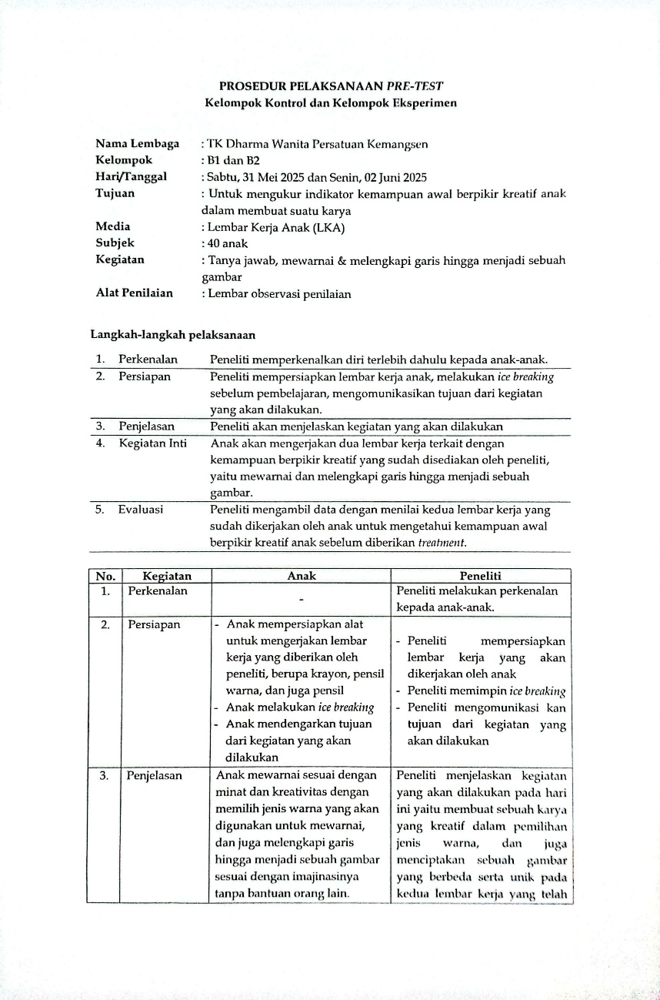 PROSEDUR PELAKSANAAN PRE-TEST
Kelompok Kontrol dan Kelompok Eksperimen
Nama Lembaga : TK Dharma Wanita Persatuan Kemangsen
Kelompok : B1 dan B2
Hari/Tanggal : Sabtu, 31 Mei 2025 dan Senin, 02 Juni 2025
Tujuan : Untuk mengukur indikator kemampuan awal berpikir kreatif anak
dalam membuat suatu karya
Media : Lembar Kerja Anak (LKA)
Subjek : 40 anak
Kegiatan : Tanya jawab, mewarnai & melengkapi garis hingga menjadi sebuah
gambar
Alat Penilaian : Lembar observasi penilaian
Langkah-langkah pelaksanaan
1. Perkenalan Peneliti memperkenalkan diri terlebih dahulu kepada anak-anak.
2. Persiapan Peneliti mempersiapkan lembar kerja anak, melakukan ice breaking
sebelum pembelajaran, mengomunikasikan tujuan dari kegiatan
yang akan dilakukan.
3. Penjelasan Peneliti akan menjelaskan kegiatan yang akan dilakukan
4. Kegiatan Inti Anak akan mengerjakan dua lembar kerja terkait dengan
kemampuan berpikir kreatif yang sudah disediakan oleh peneliti,
yaitu mewarnai dan melengkapi garis hingga menjadi sebuah
gambar.
5. Evaluasi Peneliti mengambil data dengan menilai kedua lembar kerja yang
sudah dikerjakan oleh anak untuk mengetahui kemampuan awal
berpikir kreatif anak sebelum diberikan treatment.
No. Kegiatan Anak Peneliti
1. Perkenalan
-
Peneliti melakukan perkenalan
kepada anak-anak.
2. Persiapan
- Anak mempersiapkan alat
untuk mengerjakan lembar
kerja yang diberikan oleh
peneliti, berupa krayon, pensil
warna, dan juga pensil
- Anak melakukan ice breaking
- Anak mendengarkan tujuan
dari kegiatan yang akan
dilakukan
- Peneliti mempersiapkan
lembar kerja yang akan
dikerjakan oleh anak
- Peneliti memimpin ice breaking
- Peneliti mengomunikasi kan
tujuan dari kegiatan yang
akan dilakukan
3. Penjelasan
Anak mewarnai sesuai dengan
minat dan kreativitas dengan
memilih jenis warna yang akan
digunakan untuk mewarnai,
dan juga melengkapi garis
hingga menjadi sebuah gambar
sesuai dengan imajinasinya
tanpa bantuan orang lain.
Peneliti menjelaskan kegiatan
yang akan dilakukan pada hari
ini yaitu membuat sebuah karya
yang kreatif dalam pemilihan
jenis warna, dan juga
menciptakan sebuah gambar
yang berbeda serta unik pada
kedua lembar kerja yang telah